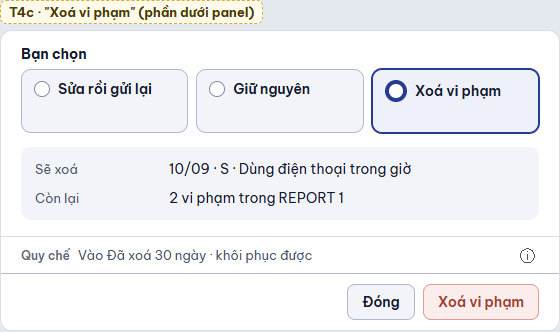 T4c · "Xoá vi phạm" (phần dưới panel)
Bạn chọn
Sửa rồi gửi lại
Giữ nguyên
Xoá vi phạm
Sẽ xoá 10/09 · S · Dùng điện thoại trong giờ
Còn lại 2 vi phạm trong REPORT 1
Quy chế Vào Đã xoá 30 ngày · khôi phục được
Đóng
Xoá vi phạm